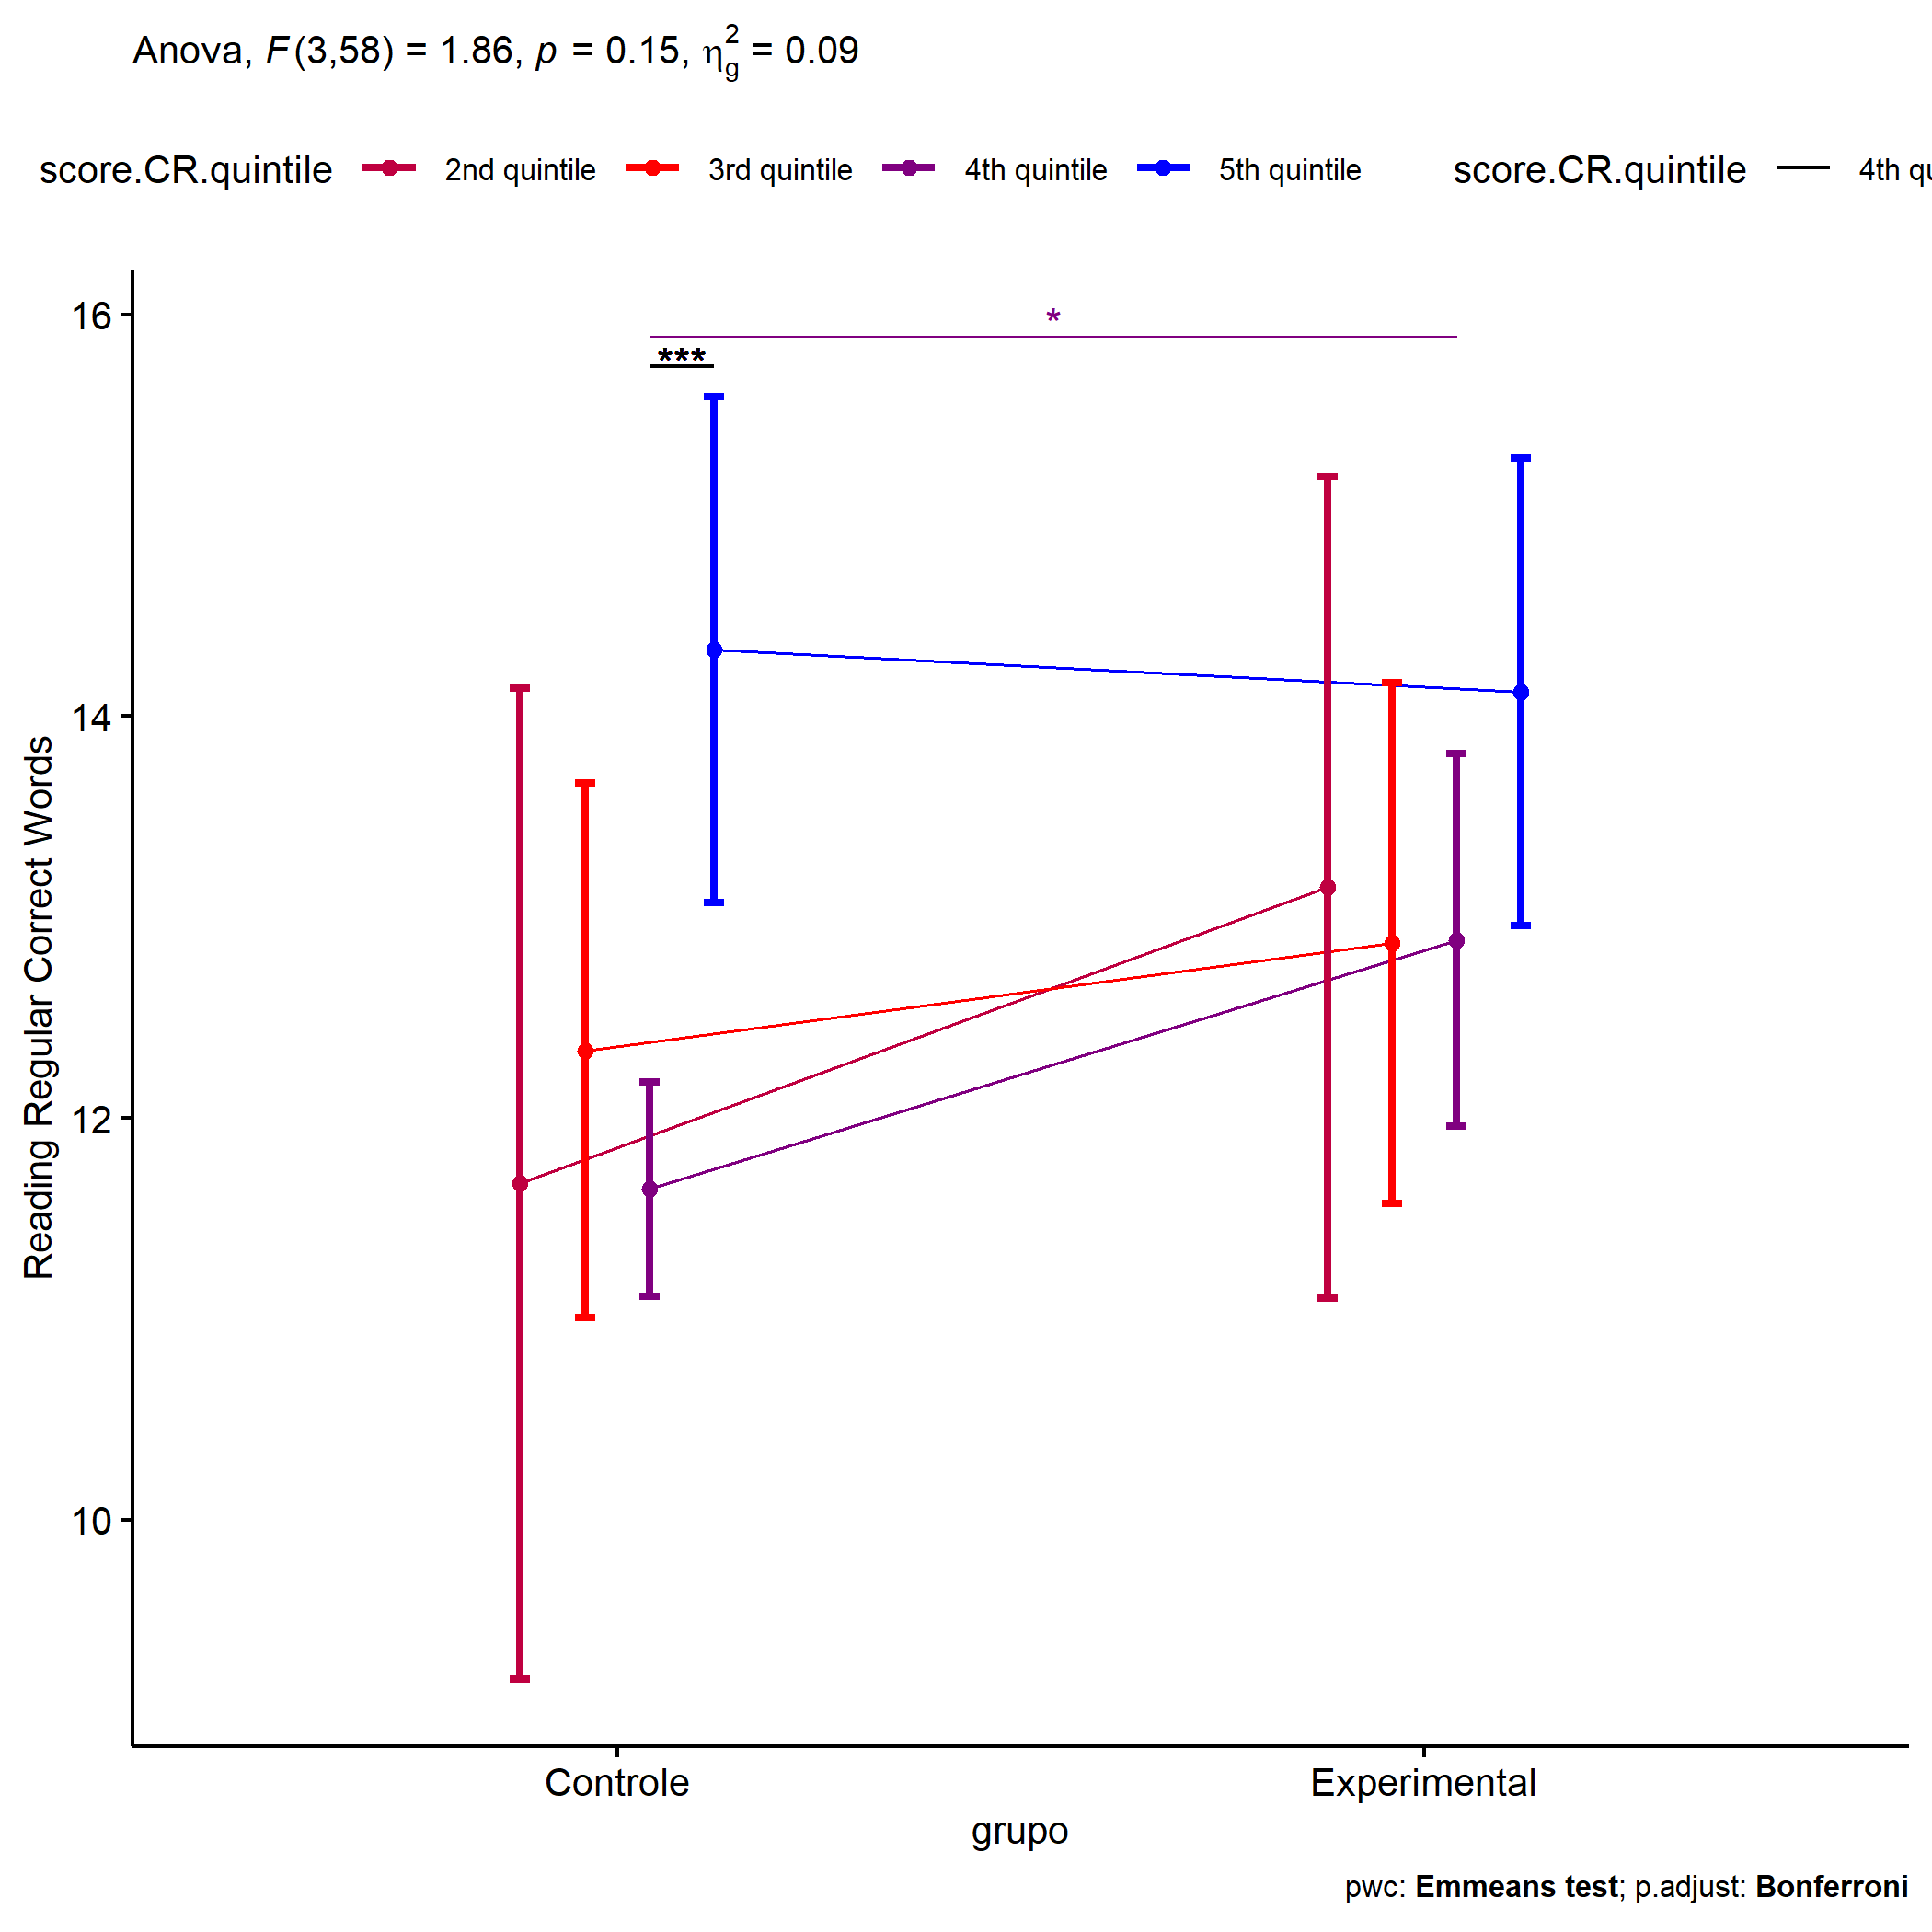 Anova, F(3,58) = 1.86, p = 0.15, η²g = 0.09
score.CR.quintile 2nd quintile 3rd quintile 4th quintile 5th quintile score.CR.quintile 4th
*
***
16
14
12
10
Reading Regular Correct Words
Controle Experimental
grupo
pwc: Emmeans test; p.adjust: Bonferroni